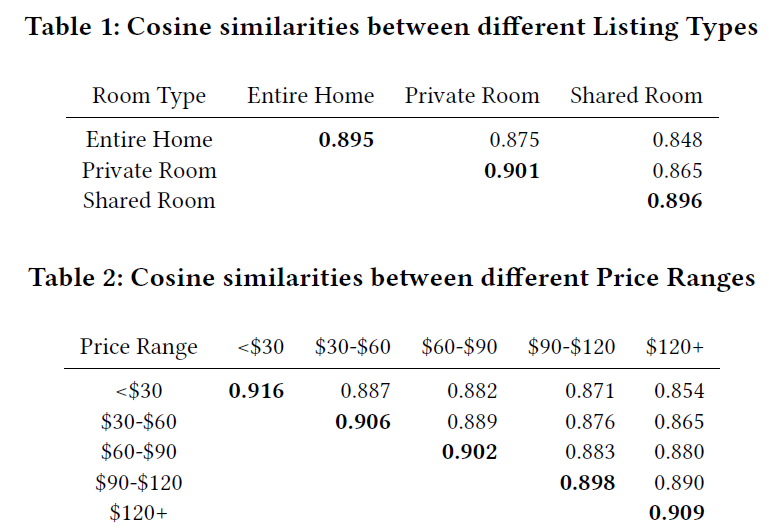 Table 1: Cosine similarities between different Listing Types
Room Type Entire Home Private Room Shared Room
Entire Home 0.895 0.875 0.848
Private Room 0.901 0.865
Shared Room 0.896
Table 2: Cosine similarities between different Price Ranges
Price Range <$30 $30-$60 $60-$90 $90-$120 $120+
<$30 0.916 0.887 0.882 0.871 0.854
$30-$60 0.906 0.889 0.876 0.865
$60-$90 0.902 0.883 0.880
$90-$120 0.898 0.890
$120+ 0.909